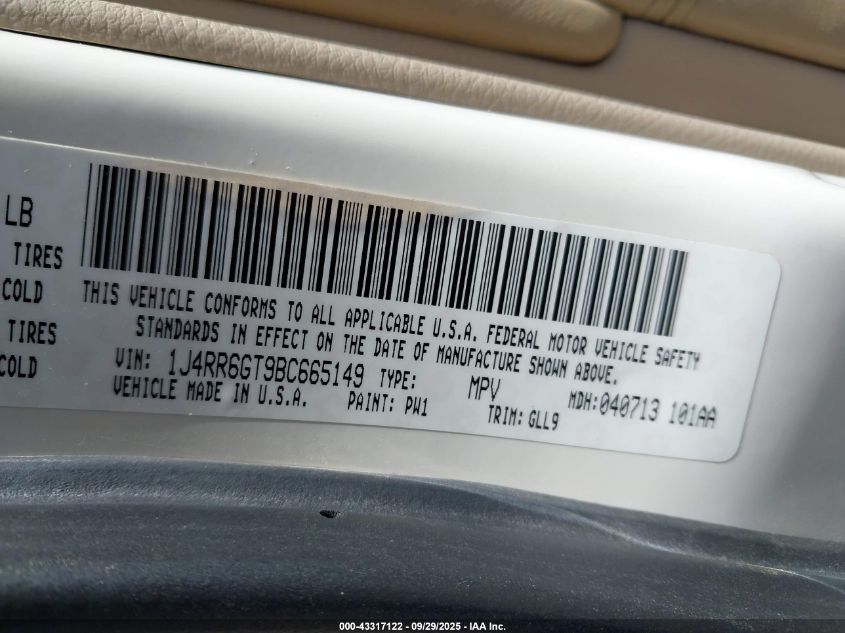 LB
TIRES
COLD
TIRES
COLD
THIS VEHICLE CONFORMS TO ALL APPLICABLE U.S.A. FEDERAL MOTOR VEHICLE SAFETY
STANDARDS IN EFFECT ON THE DATE OF MANUFACTURE SHOWN ABOVE.
VIN: 1J4RR6GT9BC665149 TYPE: MPV MDH:040713 101AA
VEHICLE MADE IN U.S.A. PAINT: PW1 TRIM: GLL9
000-43317122 - 09/29/2025 - IAA Inc.